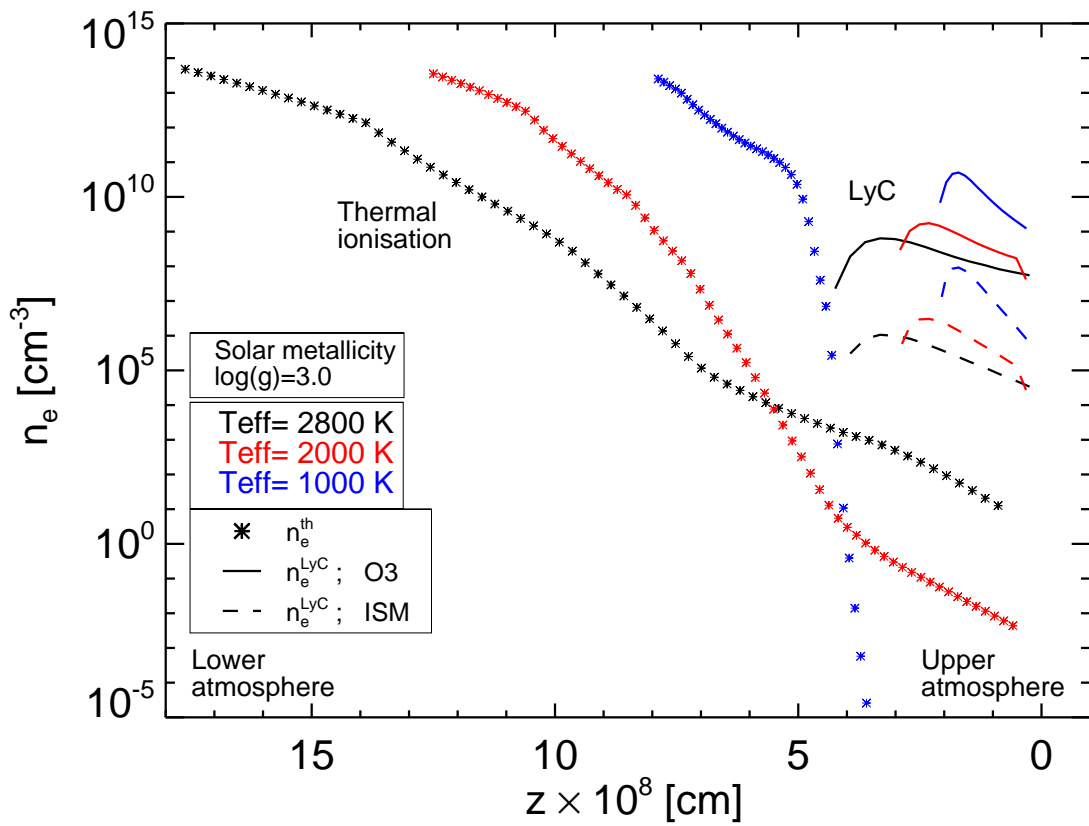 10^15
10^10
10^5
10^0
10^-5
n_e [cm^-3]
LyC
Thermal
ionisation
Solar metallicity
log(g)=3.0
Teff= 2800 K
Teff= 2000 K
Teff= 1000 K
n_e^th
n_e^LyC ; O3
n_e^LyC ; ISM
Lower
atmosphere
Upper
atmosphere
15 10 5 0
z × 10^8 [cm]